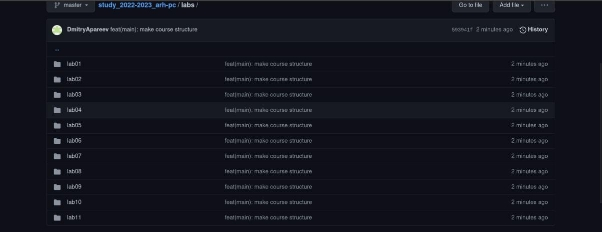 master study_2022-2023_arh-pc / labs / Go to file Add file ...
DmitryApareev feat(main): make course structure 2 minutes ago History
..
lab01 feat(main): make course structure 2 minutes ago
lab02 feat(main): make course structure 2 minutes ago
lab03 feat(main): make course structure 2 minutes ago
lab04 feat(main): make course structure 2 minutes ago
lab05 feat(main): make course structure 2 minutes ago
lab06 feat(main): make course structure 2 minutes ago
lab07 feat(main): make course structure 2 minutes ago
lab08 feat(main): make course structure 2 minutes ago
lab09 feat(main): make course structure 2 minutes ago
lab10 feat(main): make course structure 2 minutes ago
lab11 feat(main): make course structure 2 minutes ago